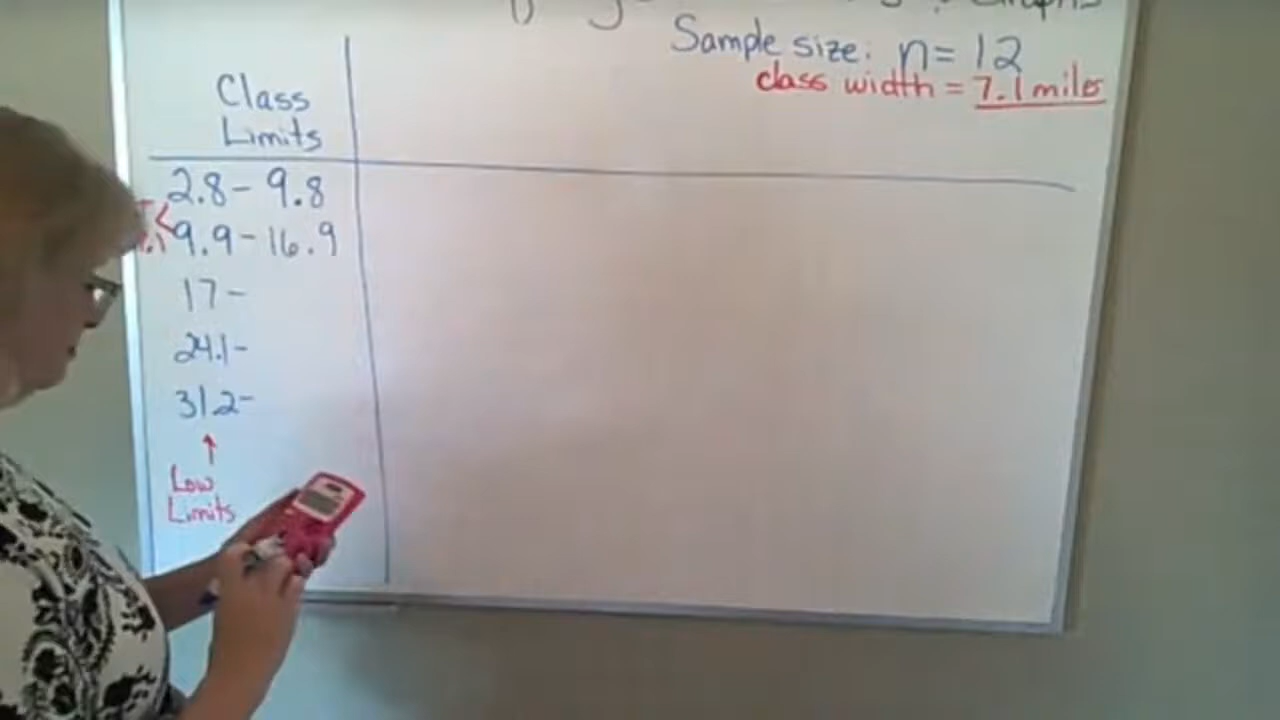 Graphs
Sample size: n = 12
class width = 7.1 miles
Class
Limits
2.8 - 9.8
9.9 - 16.9
17 -
24.1 -
31.2 -
Low
Limits